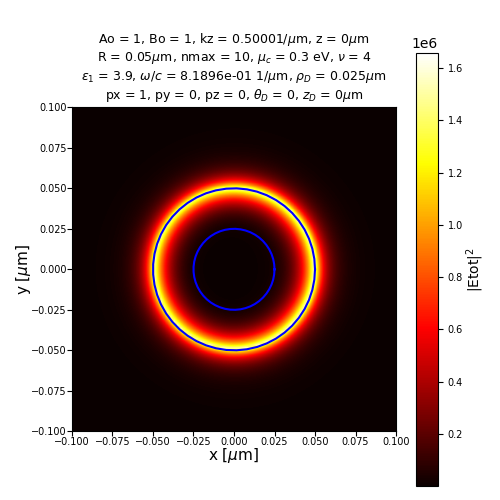 Ao = 1, Bo = 1, kz = 0.50001/μm, z = 0μm
R = 0.05μm, nmax = 10, μc = 0.3 eV, ν = 4
ε1 = 3.9, ω/c = 8.1896e-01 1/μm, ρD = 0.025μm
px = 1, py = 0, pz = 0, θD = 0, zD = 0μm
1e6
0.100
0.075
0.050
0.025
0.000
−0.025
−0.050
−0.075
−0.100
y [μm]
−0.100 −0.075 −0.050 −0.025 0.000 0.025 0.050 0.075 0.100
x [μm]
1.6
1.4
1.2
1.0
0.8
0.6
0.4
0.2
|Etot|²